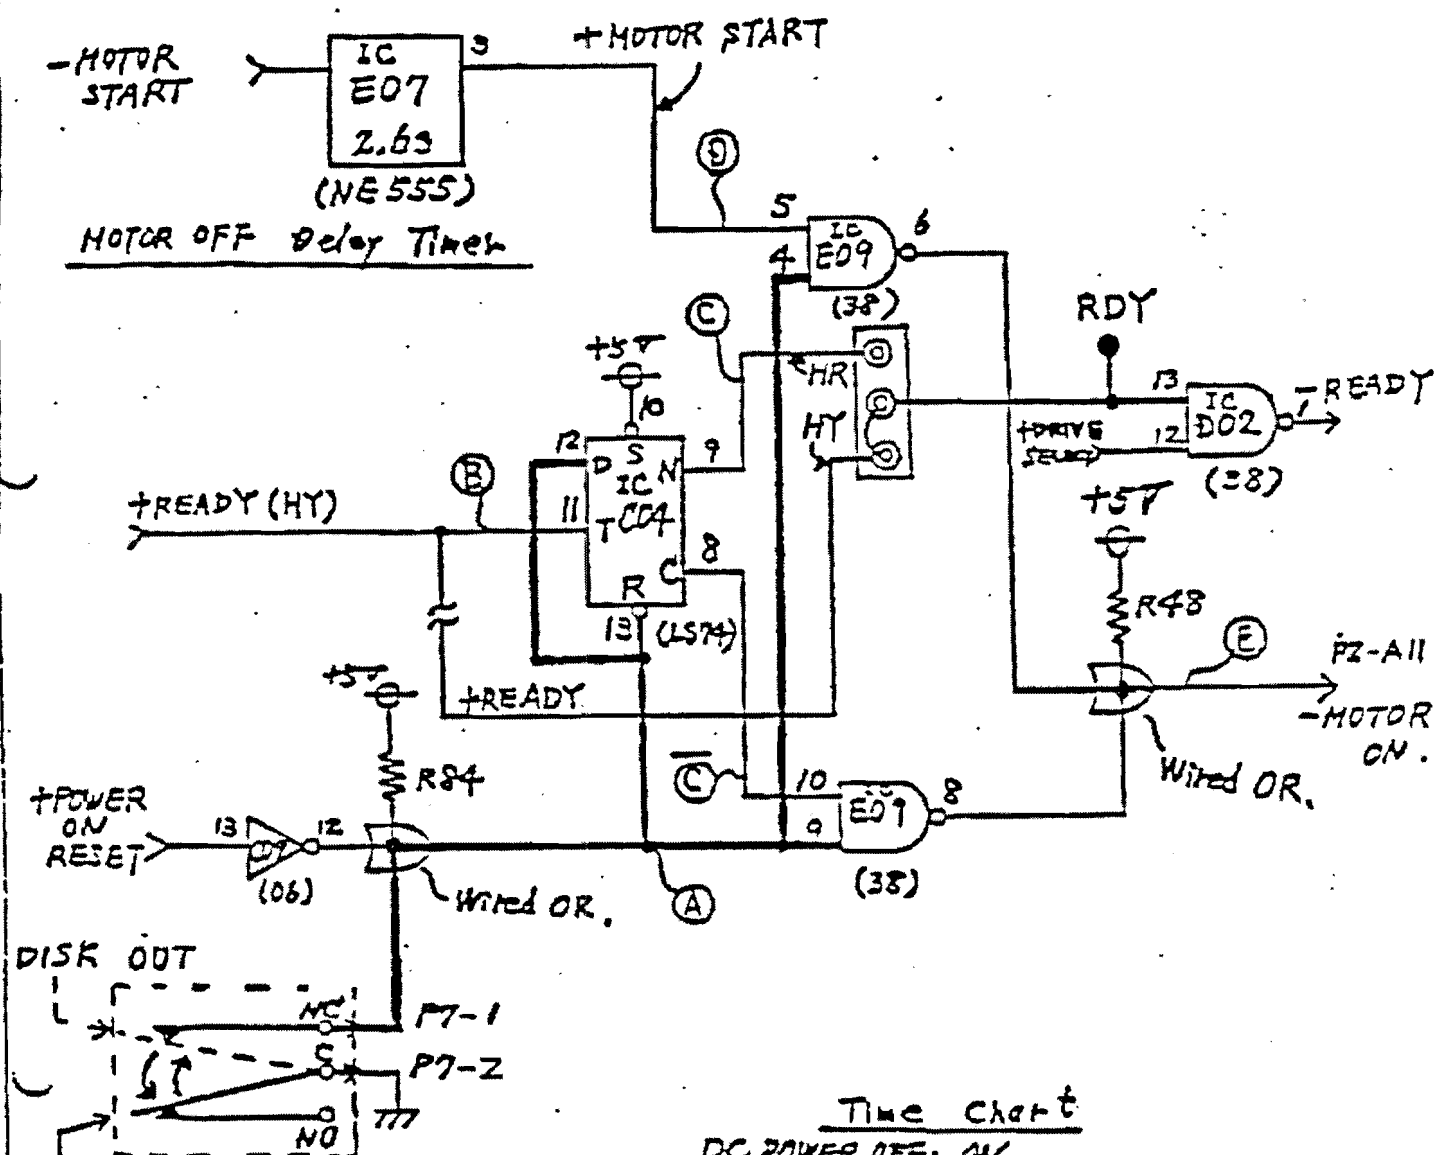 -MOTOR
START
IC
E07
2.6S
(NE555)
MOTOR OFF Delay Timer
3
+MOTOR START
D
5
4
IC
E09
(38)
6
C
+5V
10
HR
HY
RDY
13
12
IC
D02
(38)
-READY
+DRIVE
SELECT
+READY (HY)
B
12
11
D
S
N
IC
T
C04
C
R
9
8
13
(LS74)
+READY
+5V
R48
E
P2-A11
-MOTOR
ON.
Wired OR.
+5V
R84
C
10
9
E09
8
(38)
+POWER
ON
RESET
13
12
(06)
Wired OR.
A
DISK OUT
NC
P7-1
C
P7-2
NO
Time Chart
DC POWER OFF: